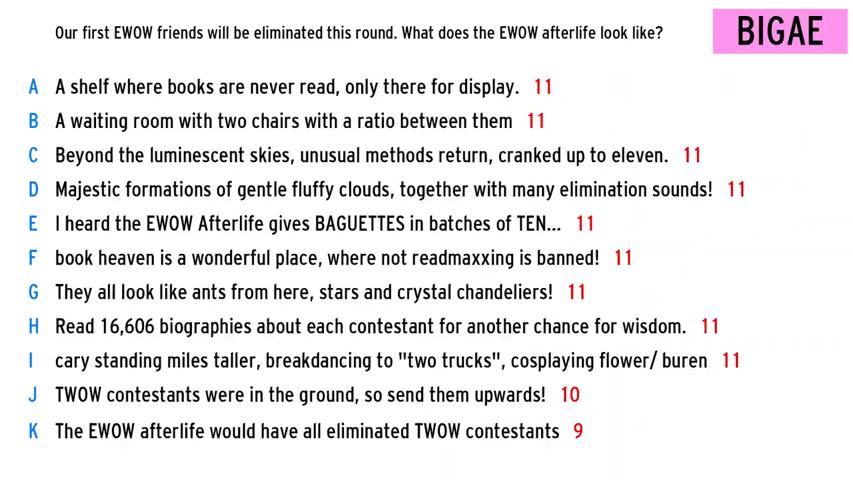 Our first EWOW friends will be eliminated this round. What does the EWOW afterlife look like?
BIGAE
A A shelf where books are never read, only there for display. 11
B A waiting room with two chairs with a ratio between them 11
C Beyond the luminescent skies, unusual methods return, cranked up to eleven. 11
D Majestic formations of gentle fluffy clouds, together with many elimination sounds! 11
E I heard the EWOW Afterlife gives BAGUETTES in batches of TEN... 11
F book heaven is a wonderful place, where not readmaxxing is banned! 11
G They all look like ants from here, stars and crystal chandeliers! 11
H Read 16,606 biographies about each contestant for another chance for wisdom. 11
I cary standing miles taller, breakdancing to "two trucks", cosplaying flower/ buren 11
J TWOW contestants were in the ground, so send them upwards! 10
K The EWOW afterlife would have all eliminated TWOW contestants 9